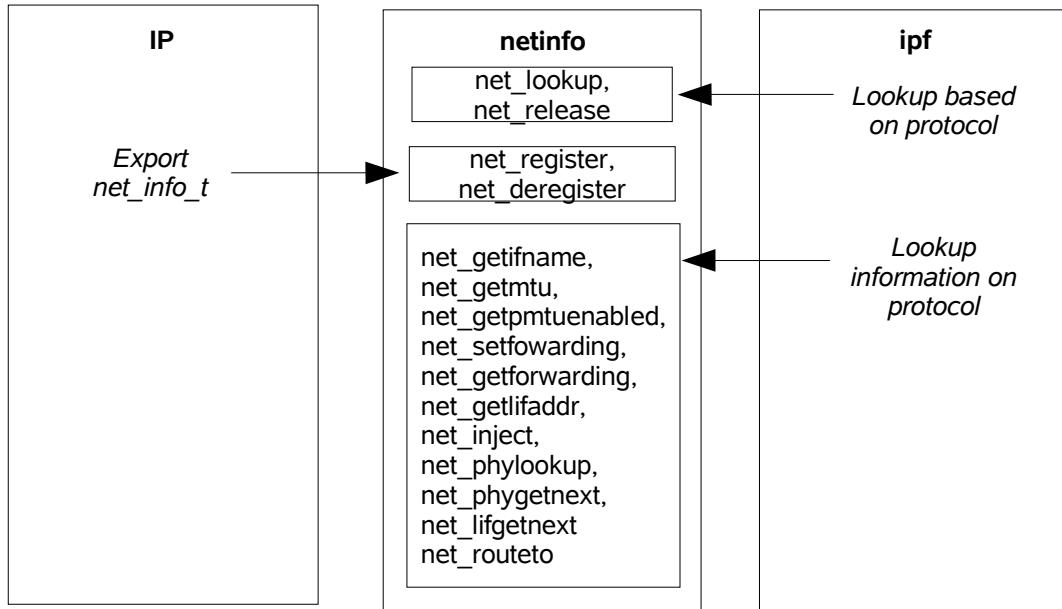 IP
Export
net_info_t
netinfo
net_lookup,
net_release
net_register,
net_deregister
net_getifname,
net_getmtu,
net_getpmtuenabled,
net_setfowarding,
net_getforwarding,
net_getlifaddr,
net_inject,
net_phylookup,
net_phygetnext,
net_lifgetnext
net_routeto
ipf
Lookup based
on protocol
Lookup
information on
protocol